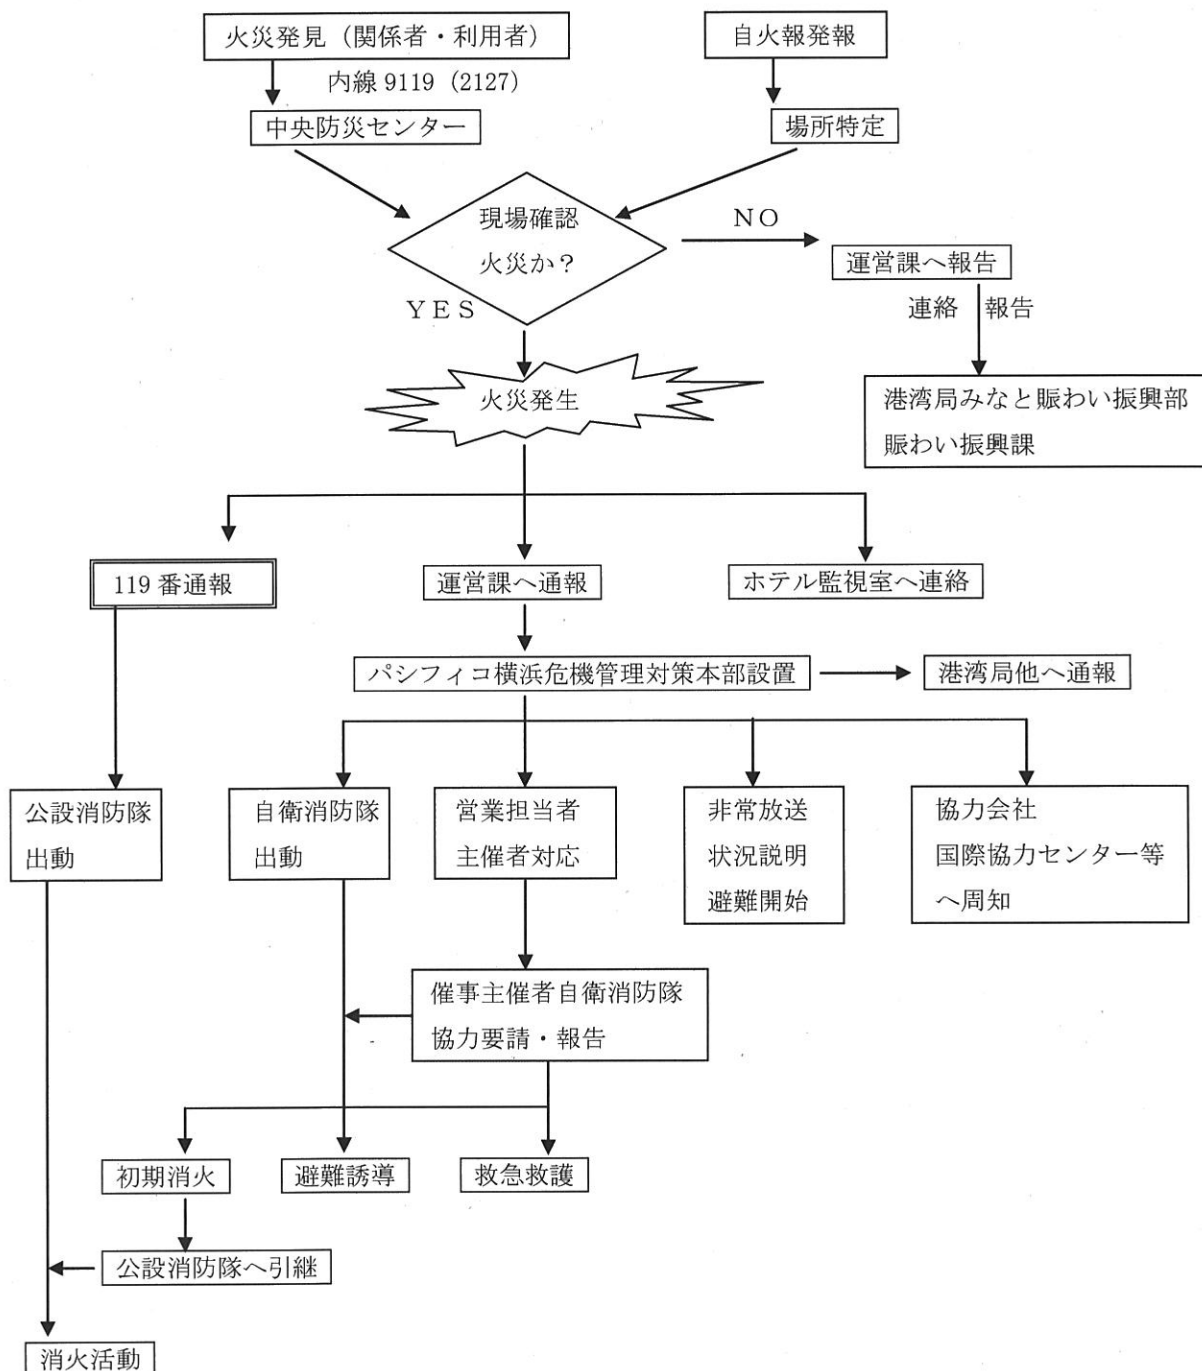 火災発見（関係者・利用者）
自火報発報
内線 9119（2127）
中央防災センター
場所特定
現場確認
火災か？
ＮＯ
ＹＥＳ
運営課へ報告
連絡 報告
港湾局みなと賑わい振興部
賑わい振興課
火災発生
119 番通報
運営課へ通報
ホテル監視室へ連絡
パシフィコ横浜危機管理対策本部設置
港湾局他へ通報
公設消防隊
出動
自衛消防隊
出動
営業担当者
主催者対応
非常放送
状況説明
避難開始
協力会社
国際協力センター等
へ周知
催事主催者自衛消防隊
協力要請・報告
初期消火
避難誘導
救急救護
公設消防隊へ引継
消火活動